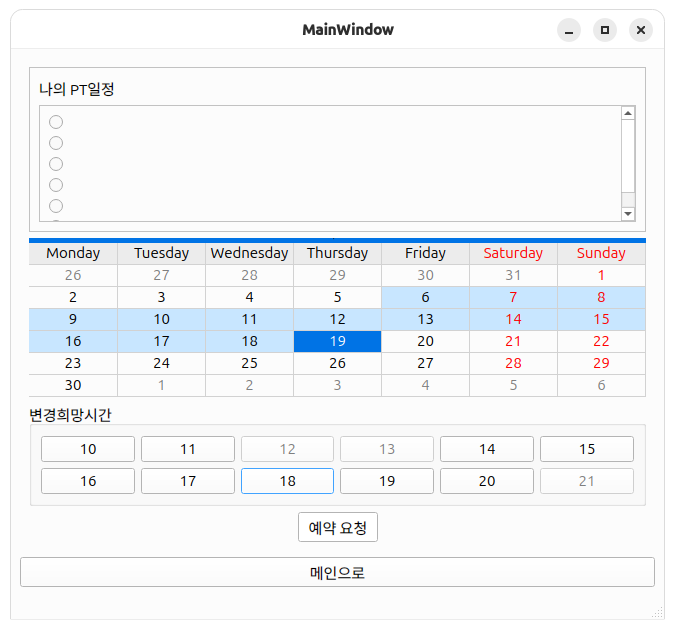 MainWindow
나의 PT일정
Monday Tuesday Wednesday Thursday Friday Saturday Sunday
26 27 28 29 30 31 1
2 3 4 5 6 7 8
9 10 11 12 13 14 15
16 17 18 19 20 21 22
23 24 25 26 27 28 29
30 1 2 3 4 5 6
변경희망시간
10 11 12 13 14 15
16 17 18 19 20 21
예약 요청
메인으로